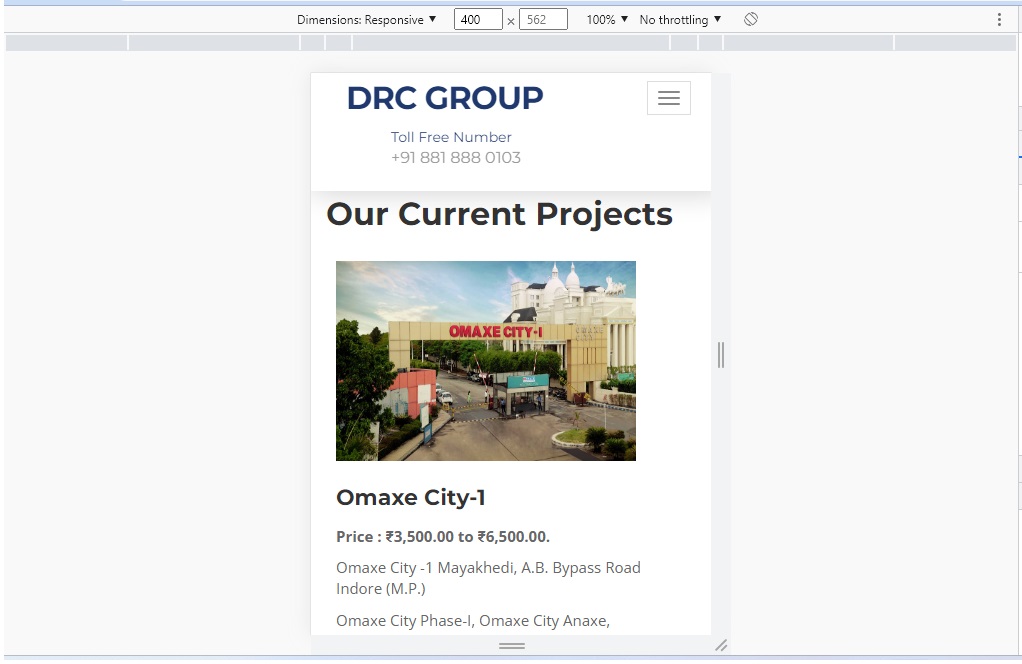 Dimensions: Responsive ▼ 400 × 562 100% ▼ No throttling ▼
DRC GROUP
Toll Free Number
+91 881 888 0103
Our Current Projects
OMAXE CITY-1
Omaxe City-1
Price : ₹3,500.00 to ₹6,500.00.
Omaxe City -1 Mayakhedi, A.B. Bypass Road
Indore (M.P.)
Omaxe City Phase-I, Omaxe City Anaxe,